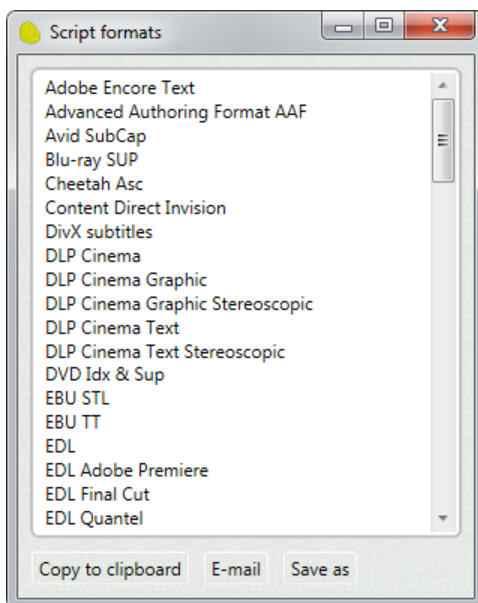 Script formats
Adobe Encore Text
Advanced Authoring Format AAF
Avid SubCap
Blu-ray SUP
Cheetah Asc
Content Direct Invision
DivX subtitles
DLP Cinema
DLP Cinema Graphic
DLP Cinema Graphic Stereoscopic
DLP Cinema Text
DLP Cinema Text Stereoscopic
DVD Idx & Sup
EBU STL
EBU TT
EDL
EDL Adobe Premiere
EDL Final Cut
EDL Quantel
Copy to clipboard E-mail Save as